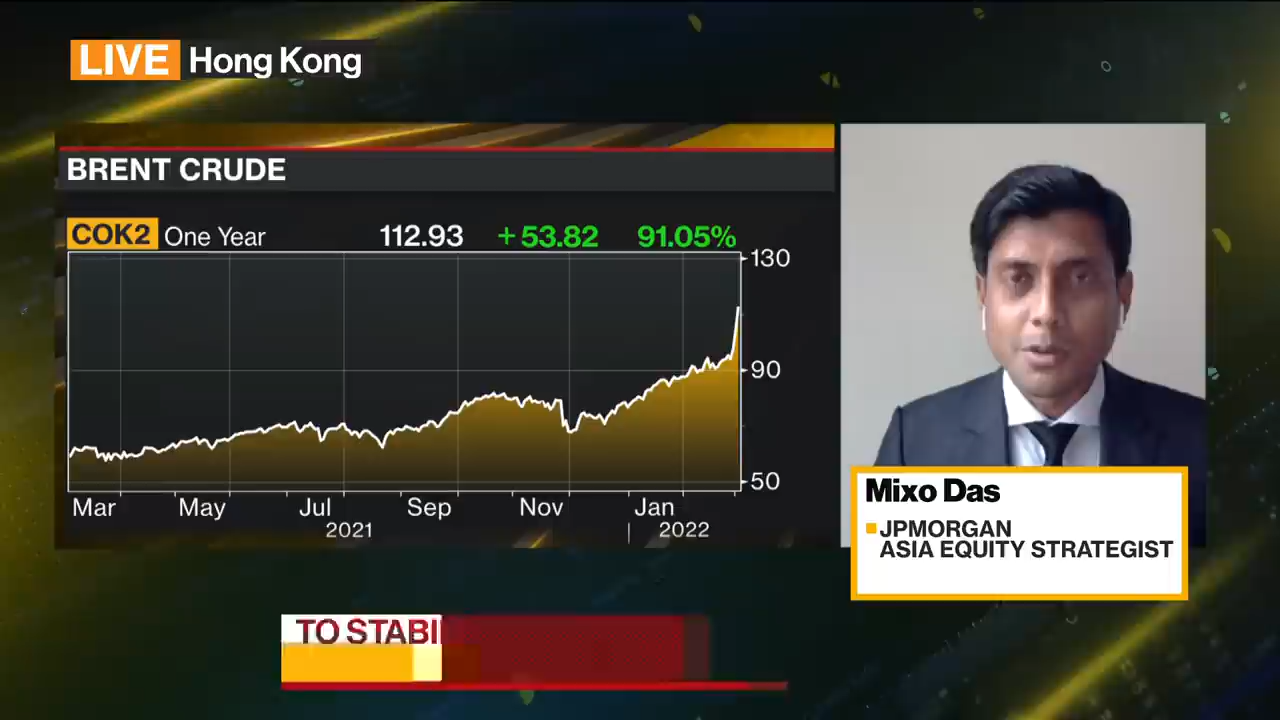 LIVE Hong Kong
BRENT CRUDE
COK2 One Year 112.93 +53.82 91.05%
130
90
50
Mar May Jul Sep Nov Jan
2021 2022
Mixo Das
JPMORGAN
ASIA EQUITY STRATEGIST
TO STABI